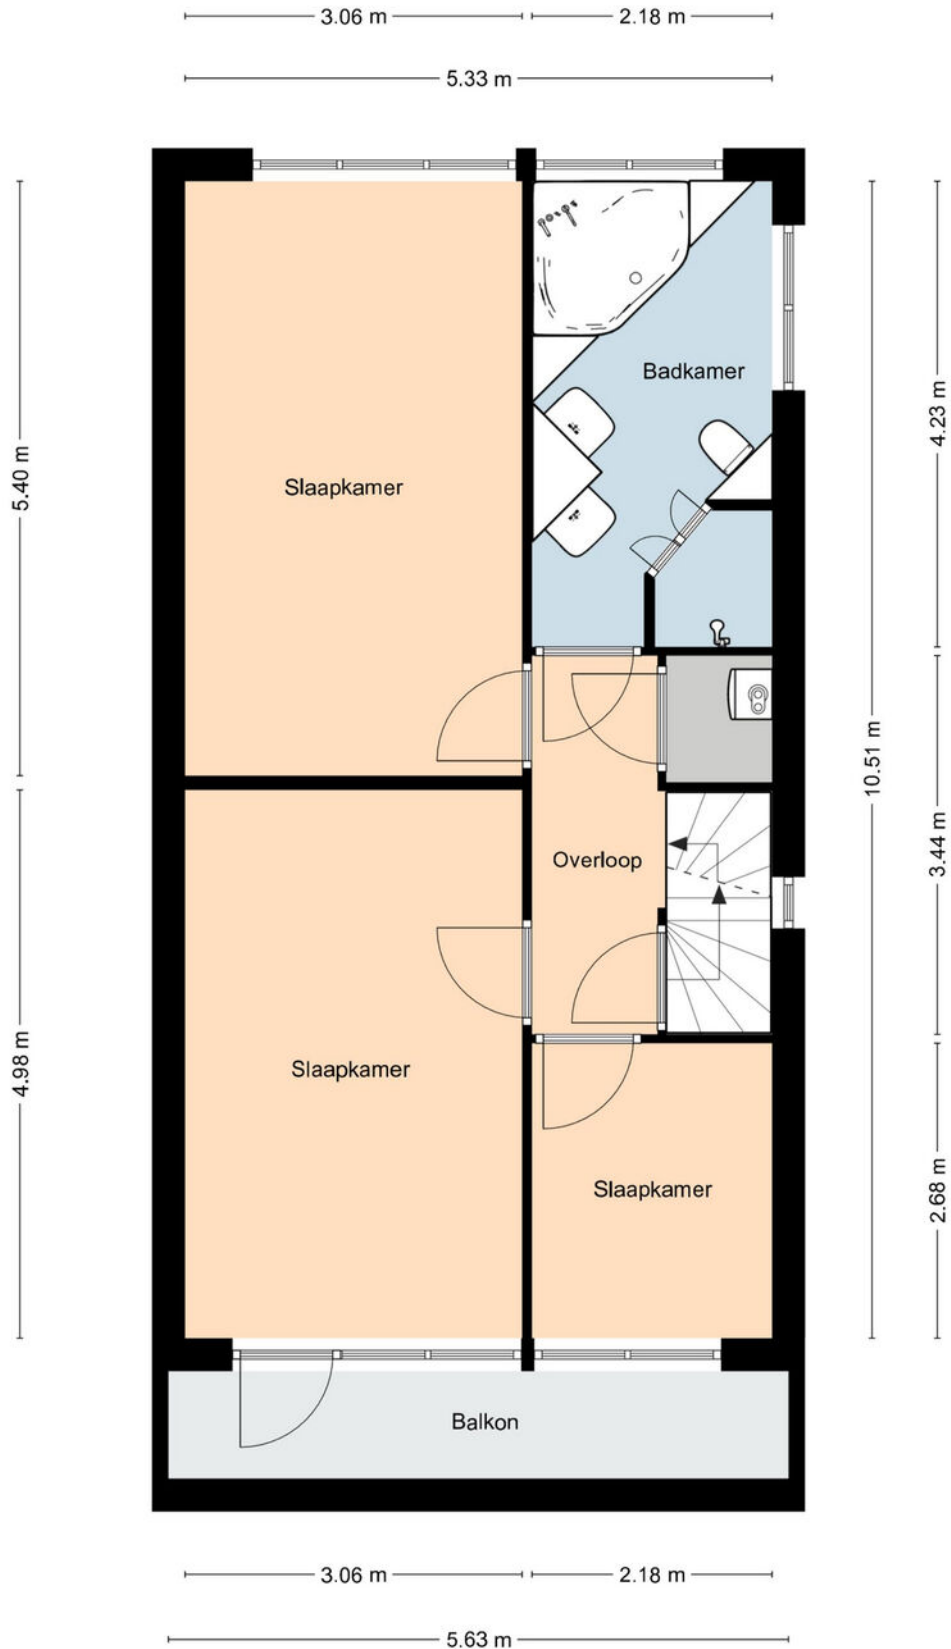 3.06 m
2.18 m
5.33 m
5.40 m
4.98 m
Slaapkamer
Badkamer
Overloop
Slaapkamer
Slaapkamer
Balkon
10.51 m
4.23 m
3.44 m
2.68 m
3.06 m
2.18 m
5.63 m